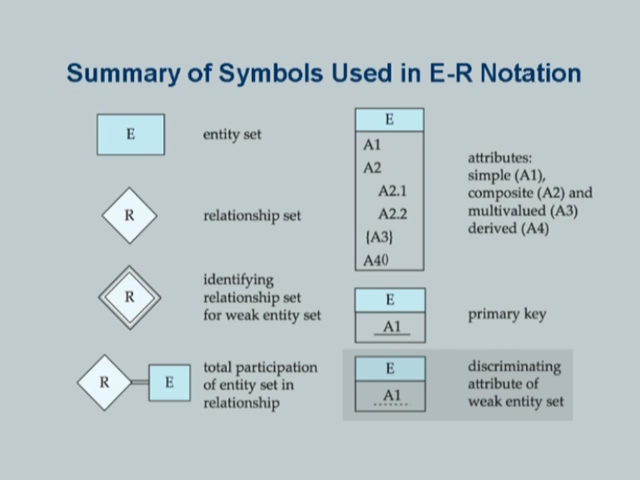 Summary of Symbols Used in E-R Notation
E
entity set
R
relationship set
R
identifying
relationship set
for weak entity set
R
E
total participation
of entity set in
relationship
E
A1
A2
A2.1
A2.2
{A3}
A40
attributes:
simple (A1),
composite (A2) and
multivalued (A3)
derived (A4)
E
A1
primary key
E
A1
discriminating
attribute of
weak entity set